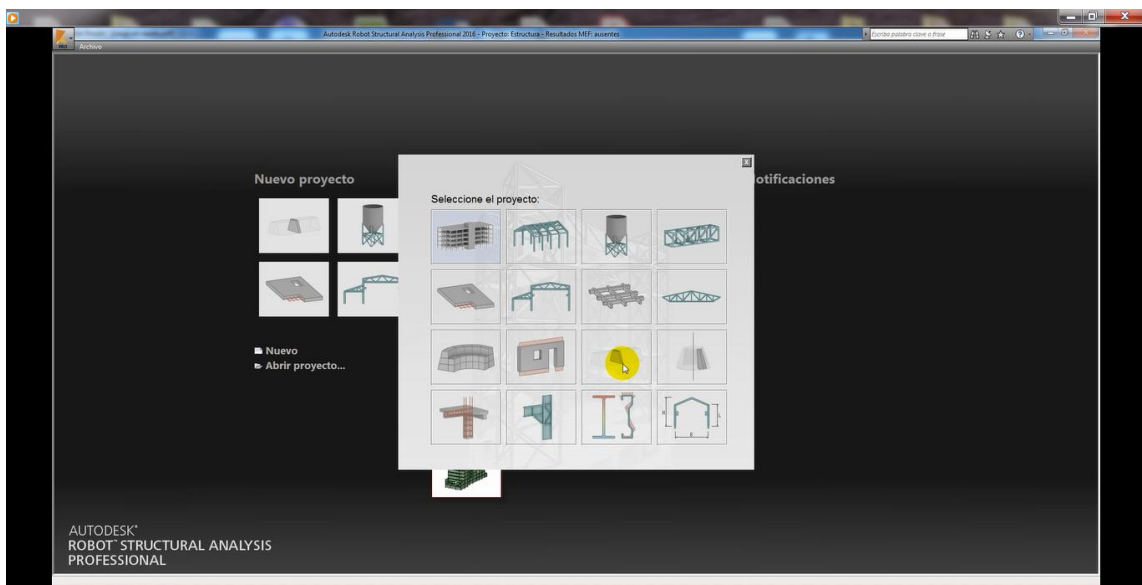 Autodesk Robot Structural Analysis Professional 2016 - Proyecto: Estructura - Resultados MEF: ausentes
Escriba palabra clave o frase
PRO
Archivo
Nuevo proyecto
otificaciones
Seleccione el proyecto:
Nuevo
Abrir proyecto...
H
L
B
AUTODESK®
ROBOT™ STRUCTURAL ANALYSIS
PROFESSIONAL